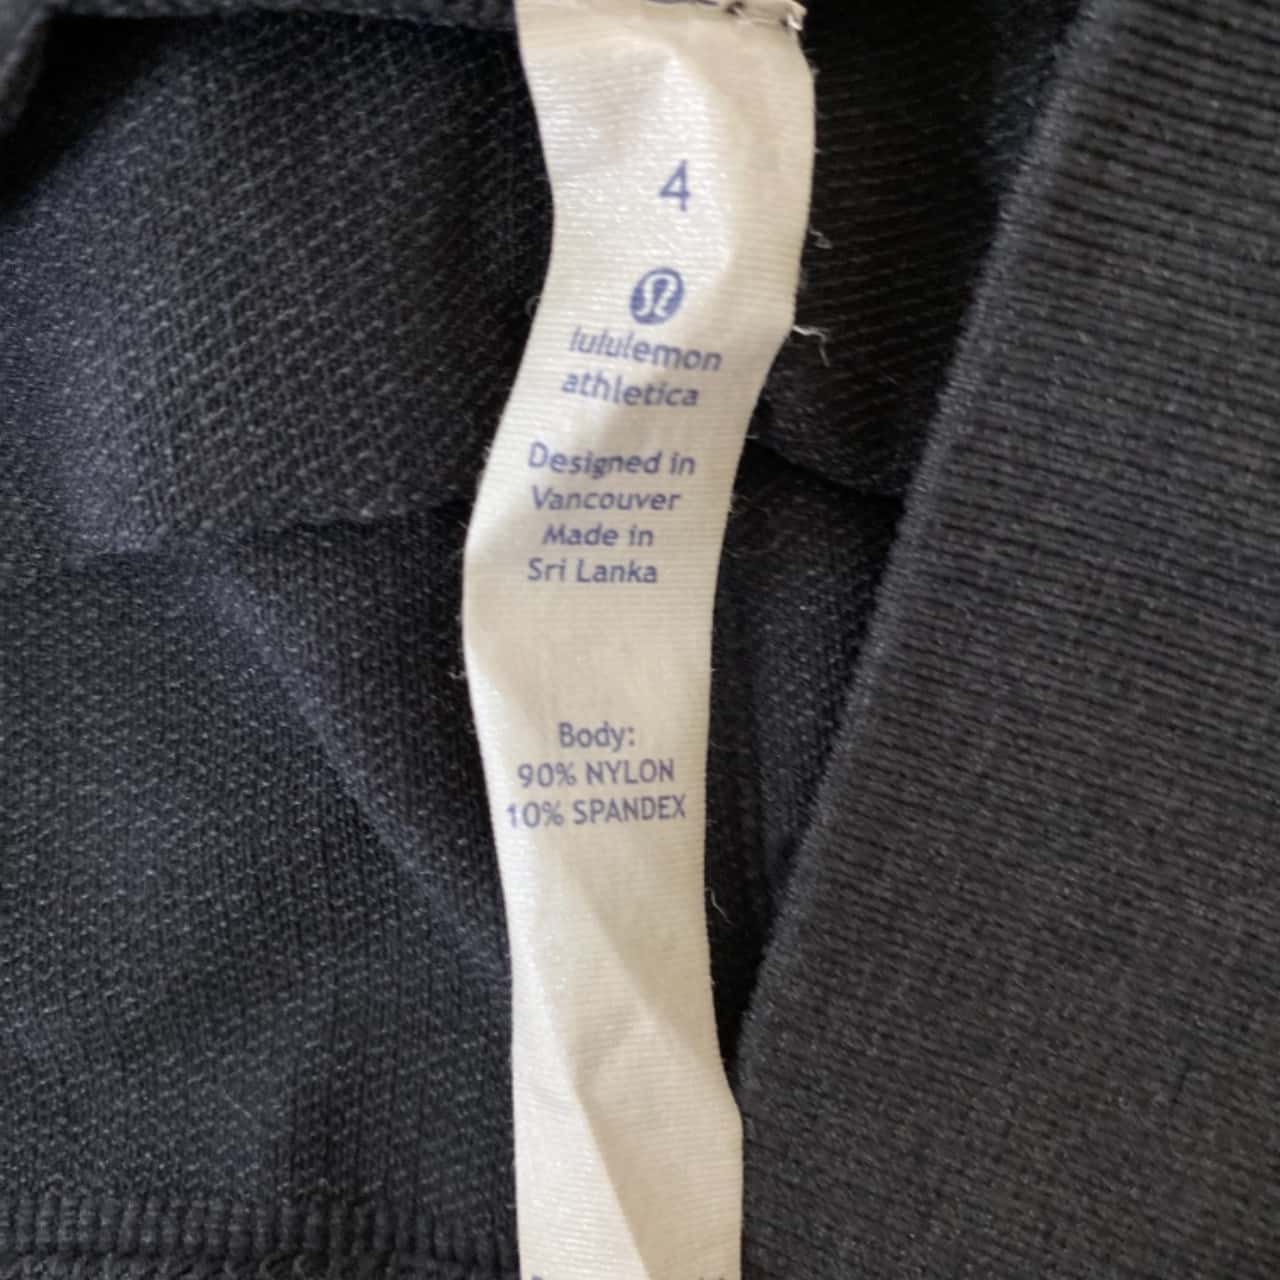 4
lululemon
athletica
Designed in
Vancouver
Made in
Sri Lanka
Body:
90% NYLON
10% SPANDEX